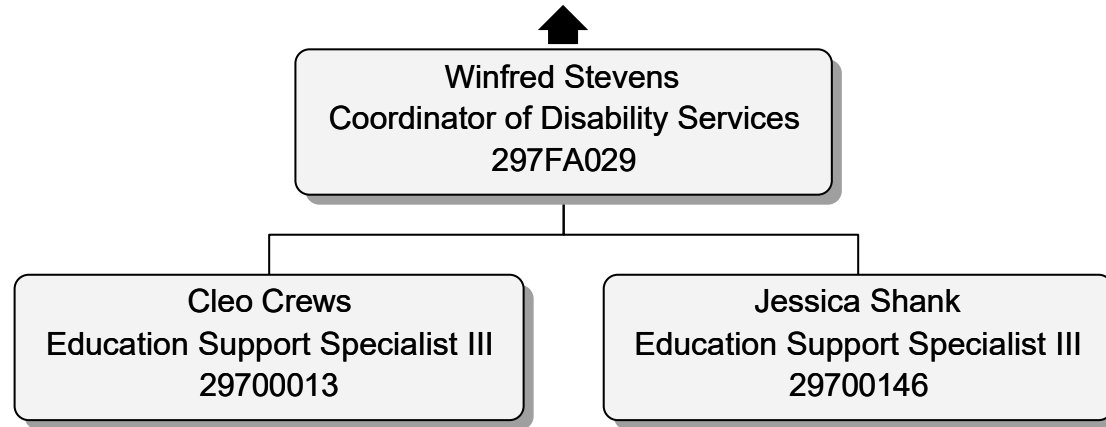 Winfred Stevens
Coordinator of Disability Services
297FA029
Cleo Crews
Education Support Specialist III
29700013
Jessica Shank
Education Support Specialist III
29700146